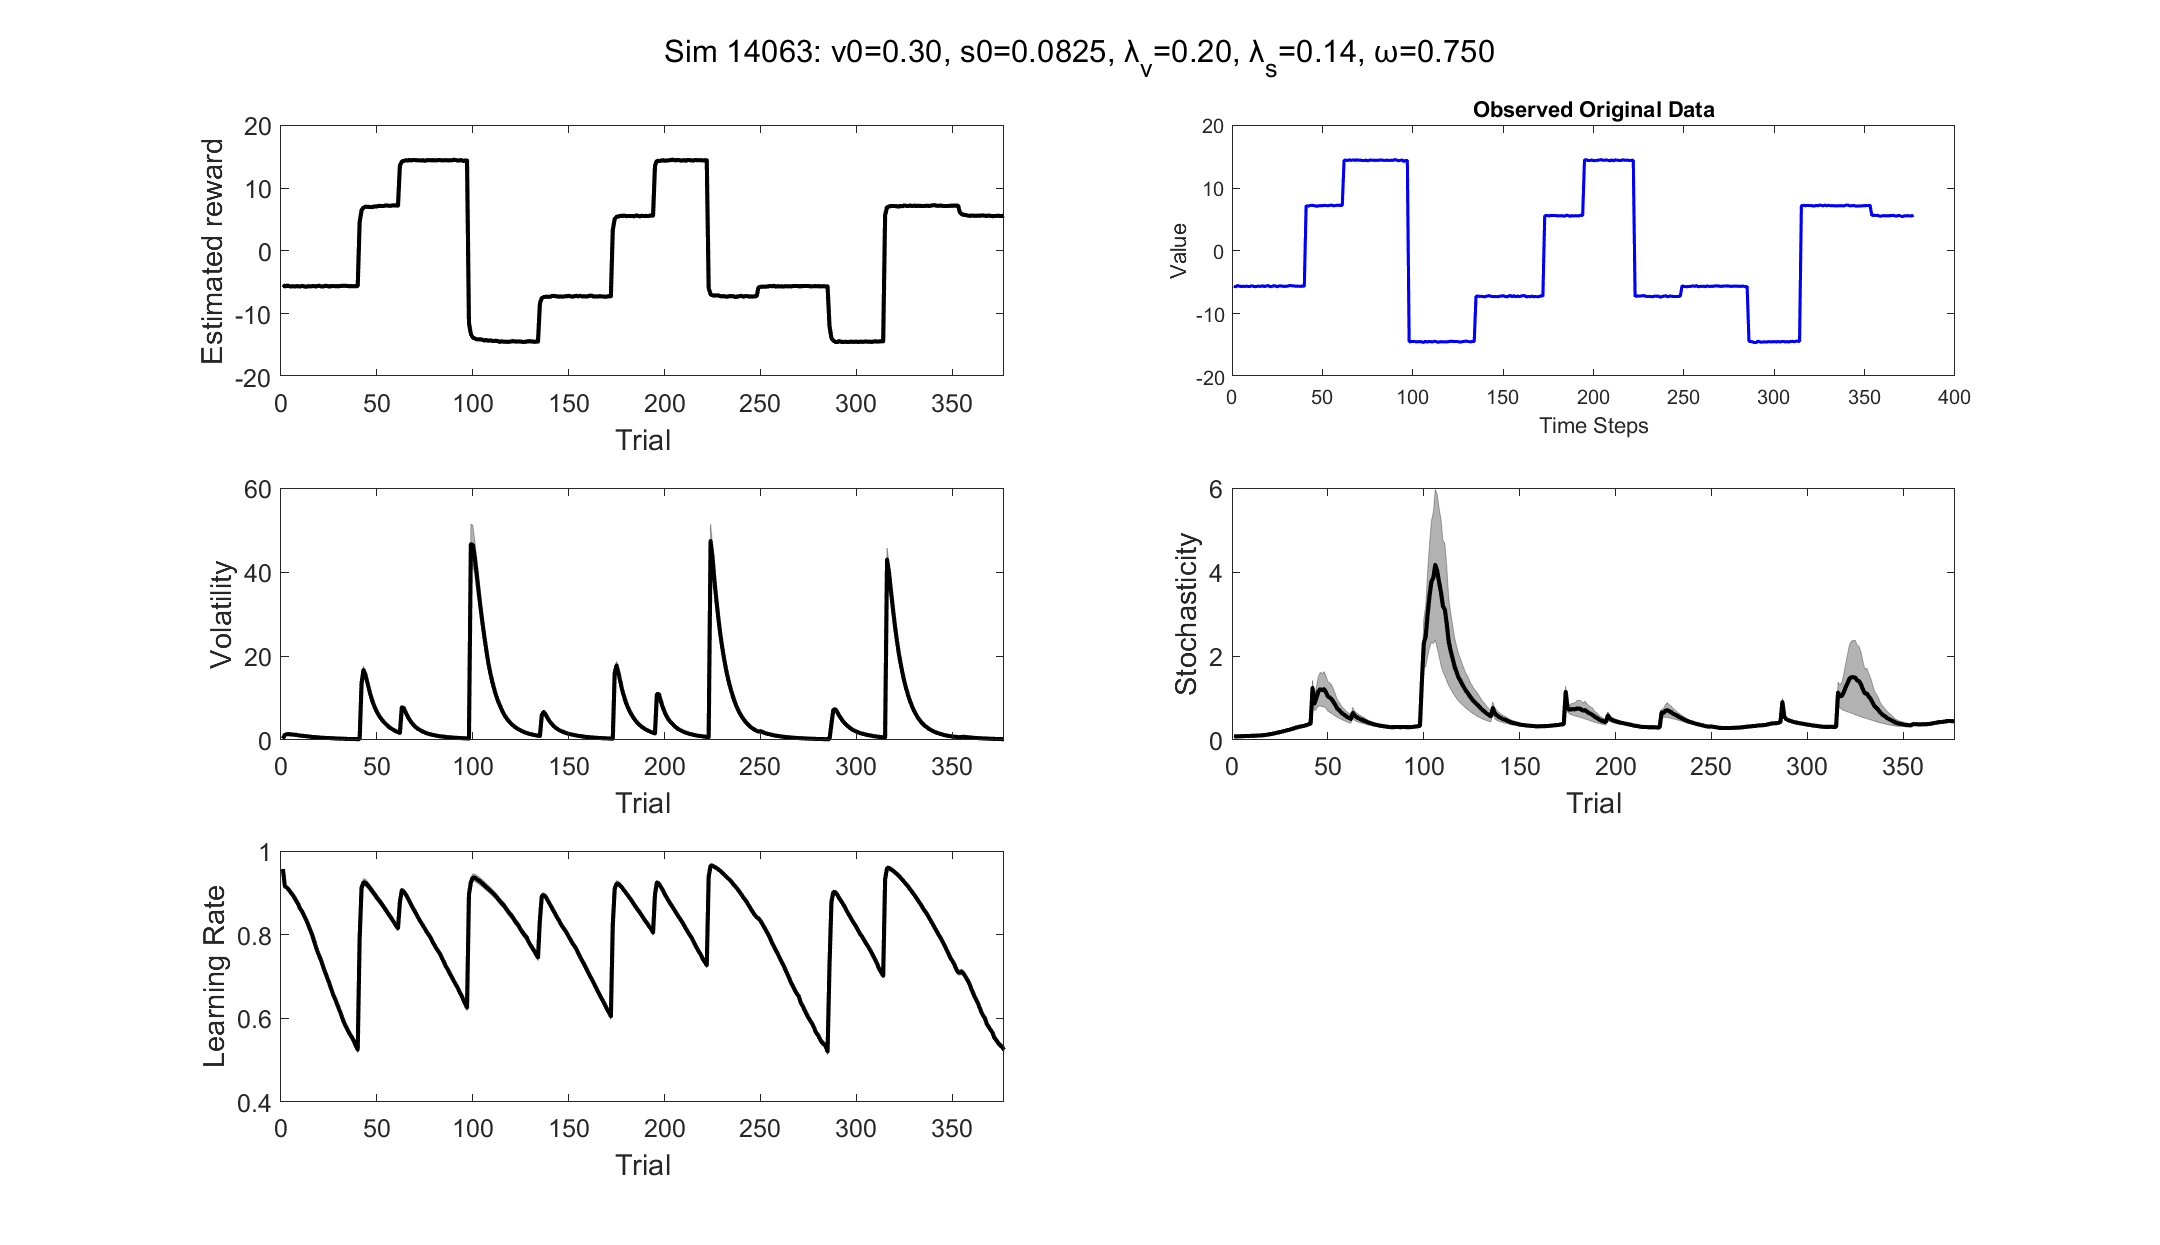 Sim 14063: v0=0.30, s0=0.0825, λv=0.20, λs=0.14, ω=0.750
Estimated reward
20
10
0
-10
-20
0 50 100 150 200 250 300 350
Trial
Observed Original Data
Value
20
10
0
-10
-20
0 50 100 150 200 250 300 350 400
Time Steps
Volatility
60
40
20
0
0 50 100 150 200 250 300 350
Trial
Stochasticity
6
4
2
0
0 50 100 150 200 250 300 350
Trial
Learning Rate
1
0.8
0.6
0.4
0 50 100 150 200 250 300 350
Trial